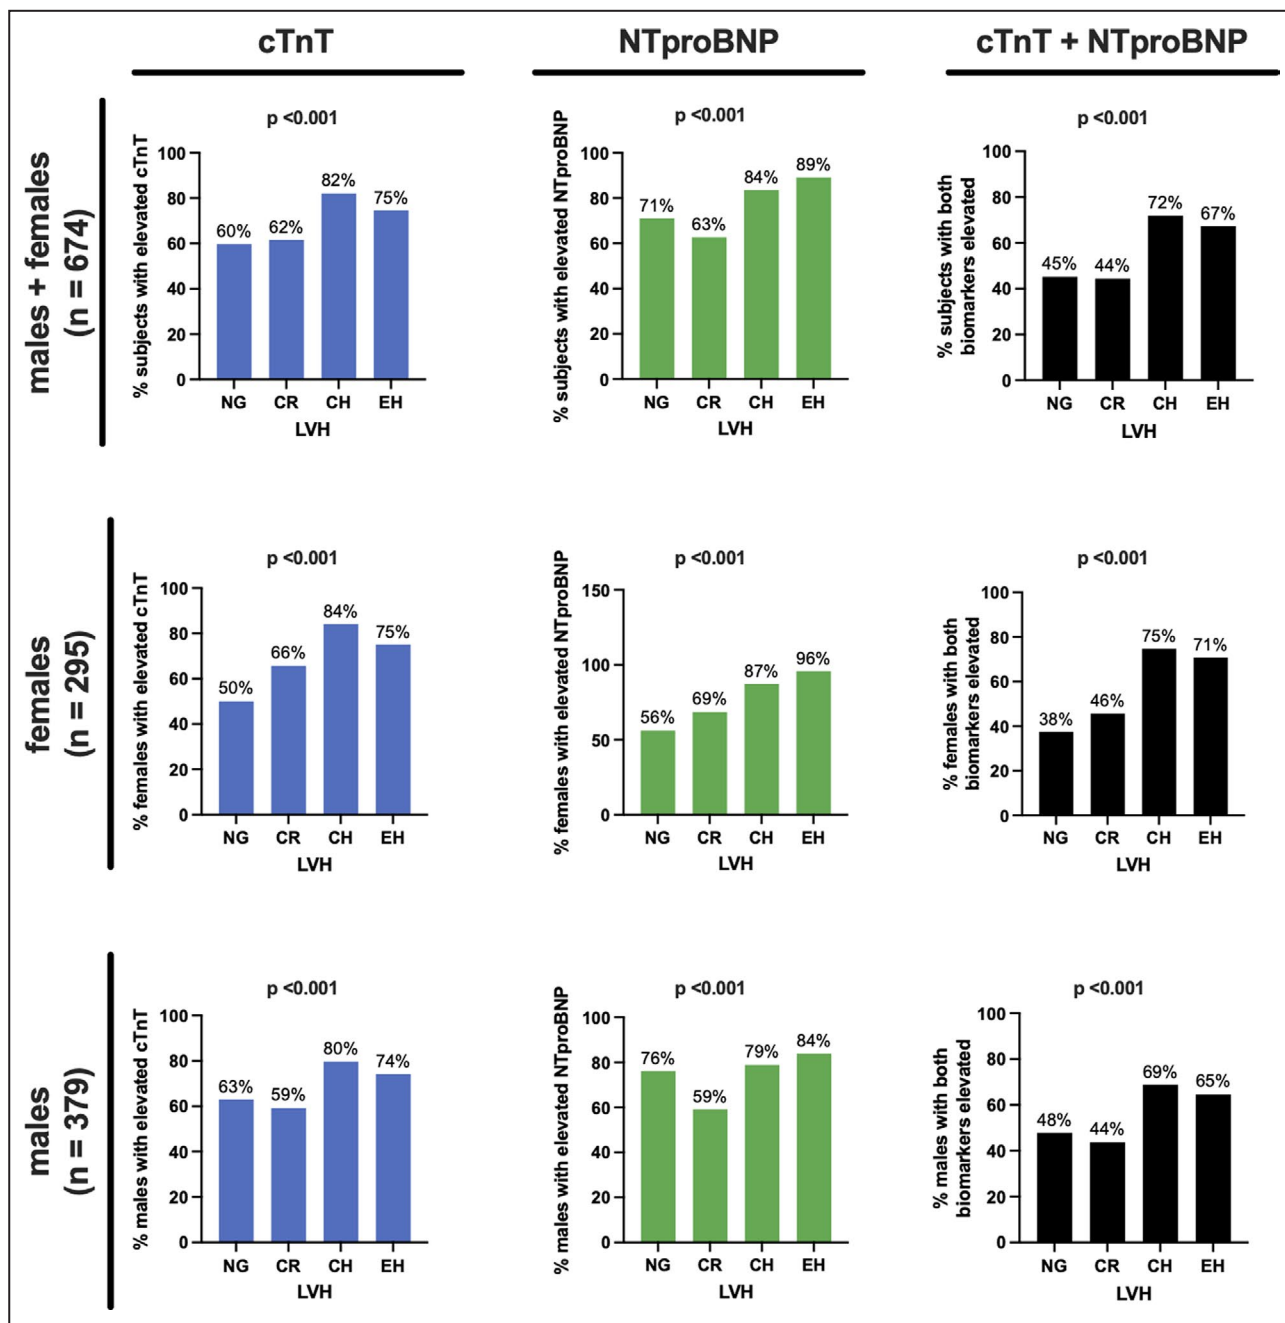 cTnT
NTproBNP
cTnT + NTproBNP
males + females
(n = 674)
p <0.001
% subjects with elevated cTnT
100
80
60
40
20
0
60%
62%
82%
75%
NG CR CH EH
LVH
p <0.001
% subjects with elevated NTproBNP
100
80
60
40
20
0
71%
63%
84%
89%
NG CR CH EH
LVH
p <0.001
% subjects with both
biomarkers elevated
100
80
60
40
20
0
45%
44%
72%
67%
NG CR CH EH
LVH
females
(n = 295)
p <0.001
% females with elevated cTnT
100
80
60
40
20
0
50%
66%
84%
75%
NG CR CH EH
LVH
p <0.001
% females with elevated NTproBNP
150
100
50
0
56%
69%
87%
96%
NG CR CH EH
LVH
p <0.001
% females with both
biomarkers elevated
100
80
60
40
20
0
38%
46%
75%
71%
NG CR CH EH
LVH
males
(n = 379)
p <0.001
% males with elevated cTnT
100
80
60
40
20
0
63%
59%
80%
74%
NG CR CH EH
LVH
p <0.001
% males with elevated NTproBNP
100
80
60
40
20
0
76%
59%
79%
84%
NG CR CH EH
LVH
p <0.001
% males with both
biomarkers elevated
100
80
60
40
20
0
48%
44%
69%
65%
NG CR CH EH
LVH